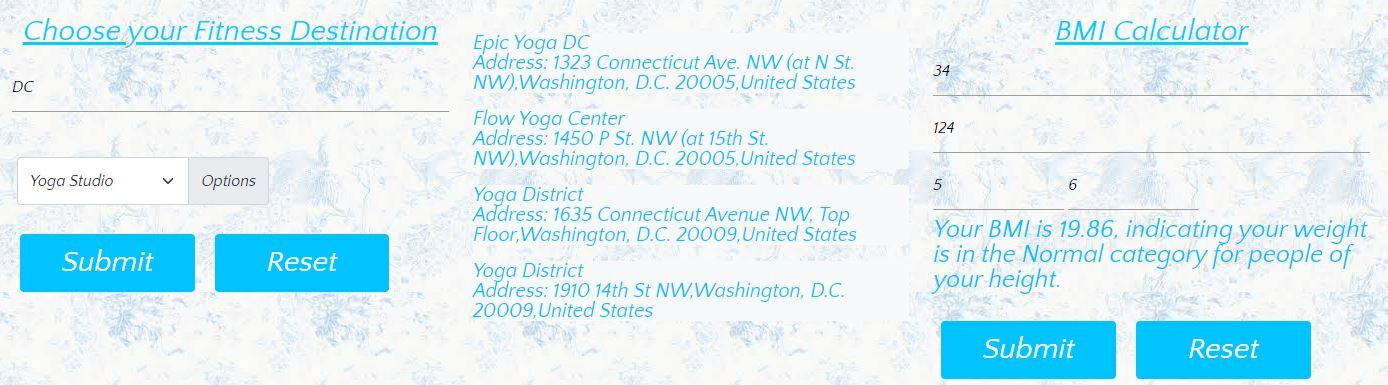 Choose your Fitness Destination
DC
Yoga Studio
Options
Submit
Reset
Epic Yoga DC
Address: 1323 Connecticut Ave. NW (at N St.
NW),Washington, D.C. 20005,United States
Flow Yoga Center
Address: 1450 P St. NW (at 15th St.
NW),Washington, D.C. 20005,United States
Yoga District
Address: 1635 Connecticut Avenue NW, Top
Floor,Washington, D.C. 20009,United States
Yoga District
Address: 1910 14th St NW,Washington, D.C.
20009,United States
BMI Calculator
34
124
5 6
Your BMI is 19.86, indicating your weight
is in the Normal category for people of
your height.
Submit
Reset